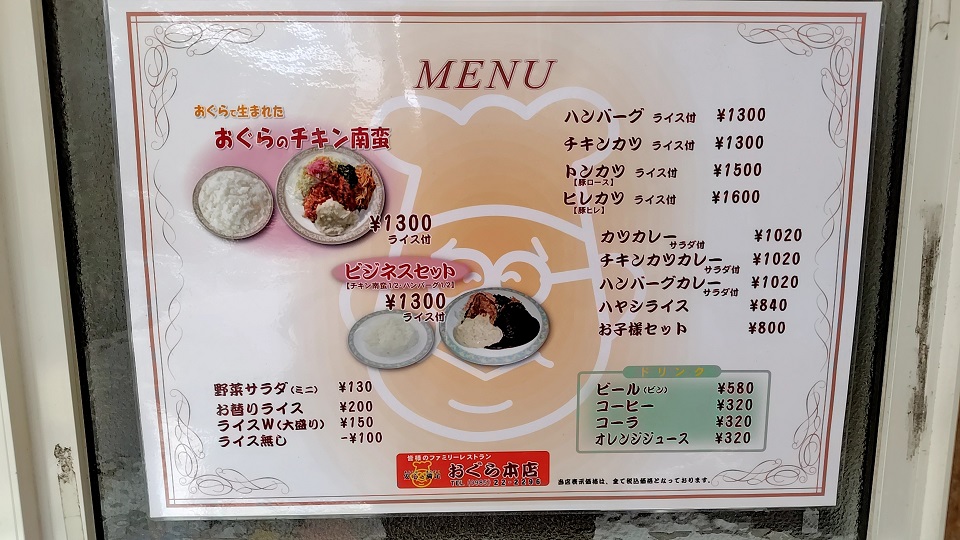 MENU
おぐらで生まれた
おぐらのチキン南蛮
¥1300
ライス付
ビジネスセット
【チキン南蛮1/2、ハンバーグ1/2】
¥1300
ライス付
野菜サラダ(ミニ) ¥130
お替りライス ¥200
ライスW(大盛り) ¥150
ライス無し -¥100
ハンバーグ ライス付 ¥1300
チキンカツ ライス付 ¥1300
トンカツ ライス付 ¥1500
【豚ロース】
ヒレカツ ライス付 ¥1600
【豚ヒレ】
カツカレー サラダ付 ¥1020
チキンカツカレー サラダ付 ¥1020
ハンバーグカレー サラダ付 ¥1020
ハヤシライス ¥840
お子様セット ¥800
ドリンク
ビール(ビン) ¥580
コーヒー ¥320
コーラ ¥320
オレンジジュース ¥320
皆様のファミリーレストラン
おぐら本店
TEL (0985) 22-2296
当店表示価格は、全て税込価格となっております。